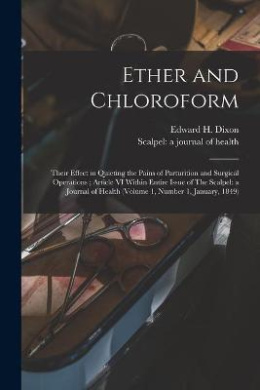 Ether and
Chloroform
Edward H. Dixon
Scalpel: a journal of health
Their Effect in Quieting the Pains of Parturition and Surgical
Operations ; Article VI Within Entire Issue of The Scalpel: a
Journal of Health (Volume 1, Number 1, January, 1849)